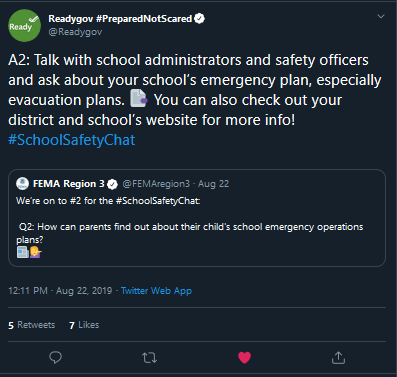 Ready
Readygov #PreparedNotScared
@Readygov
A2: Talk with school administrators and safety officers
and ask about your school's emergency plan, especially
evacuation plans. You can also check out your
district and school's website for more info!
#SchoolSafetyChat
FEMA Region 3 @FEMAregion3 · Aug 22
We're on to #2 for the #SchoolSafetyChat:
Q2: How can parents find out about their child's school emergency operations
plans?
12:11 PM · Aug 22, 2019 · Twitter Web App
5 Retweets 7 Likes